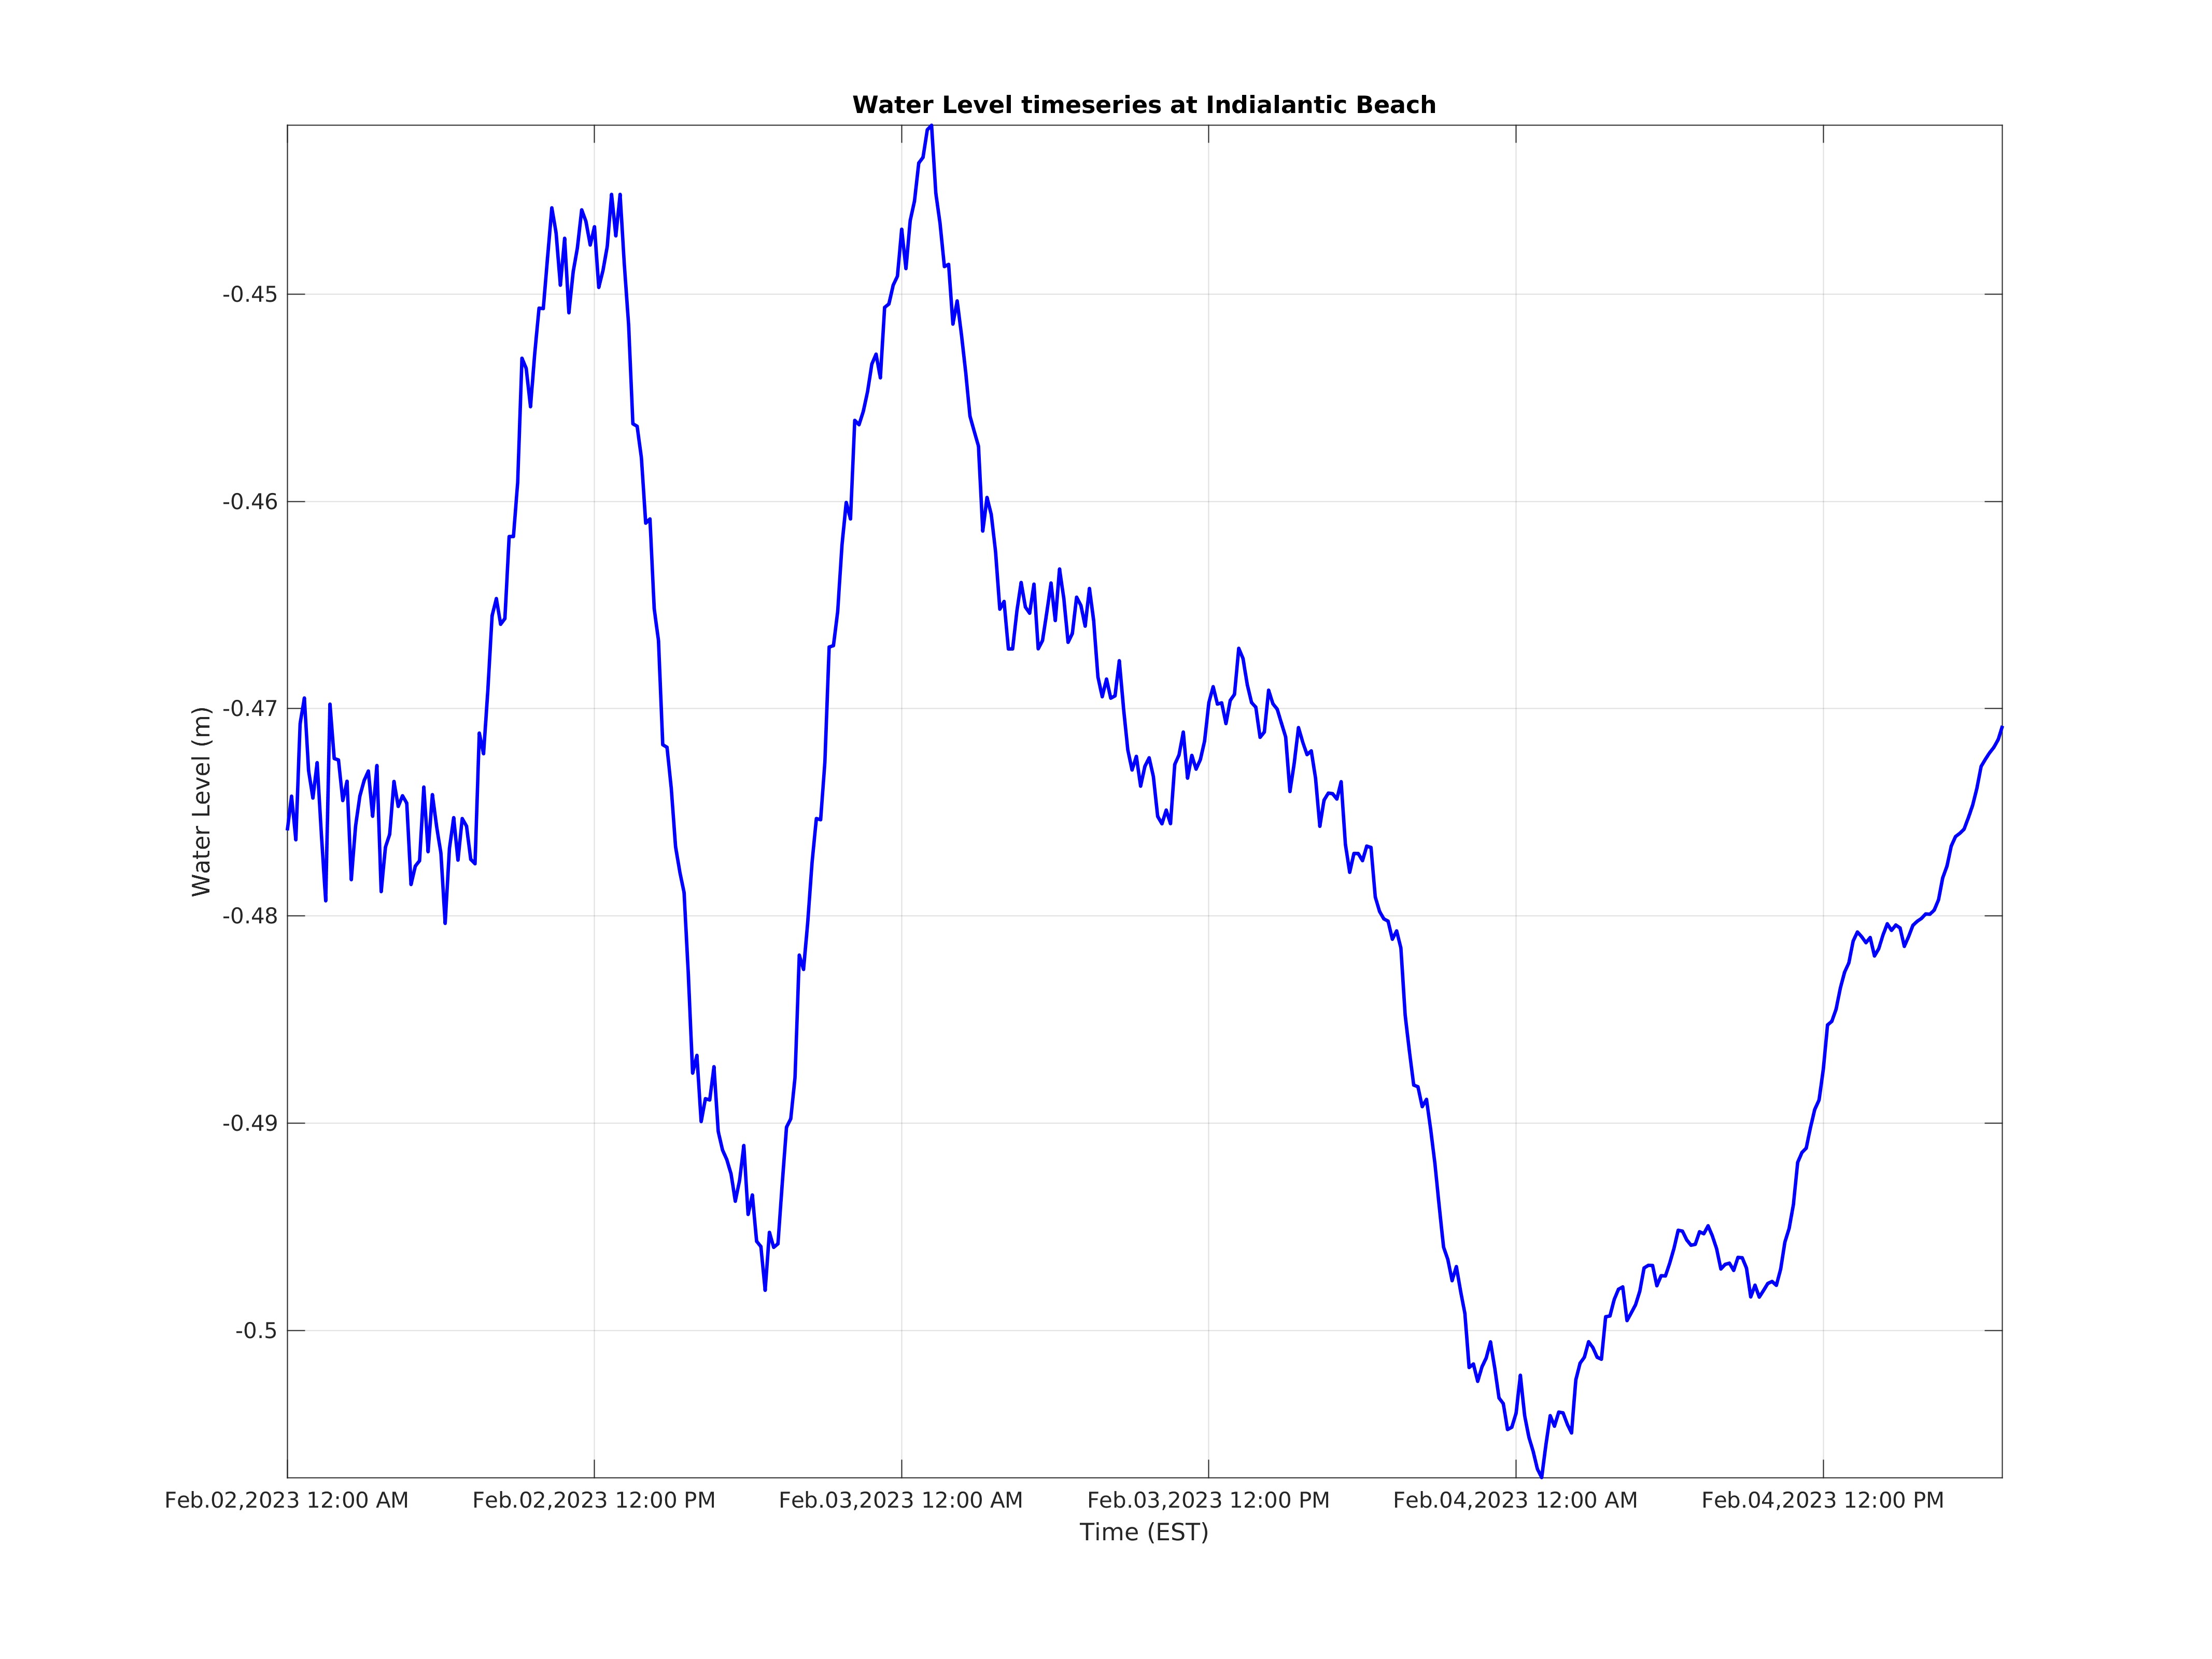 Water Level timeseries at Indialantic Beach
-0.45
-0.46
-0.47
-0.48
-0.49
-0.5
Water Level (m)
Feb.02,2023 12:00 AM
Feb.02,2023 12:00 PM
Feb.03,2023 12:00 AM
Feb.03,2023 12:00 PM
Feb.04,2023 12:00 AM
Feb.04,2023 12:00 PM
Time (EST)